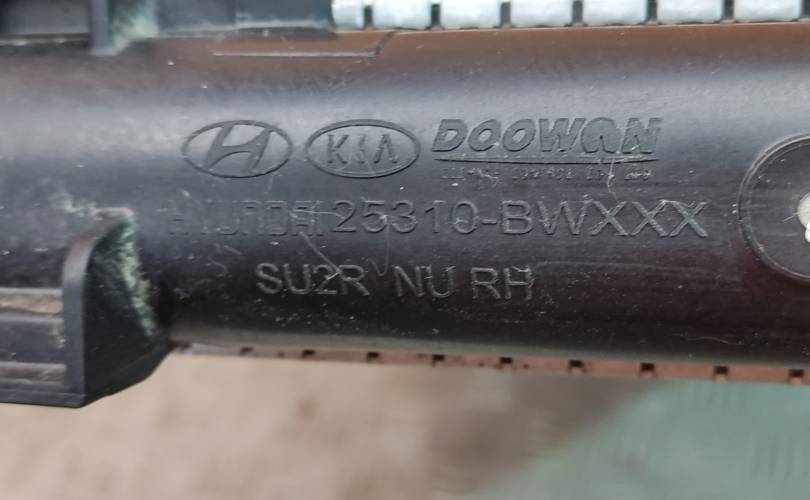 KIA DOOWON
HYUNDAI 25310-BWXXX
SU2R NU RH